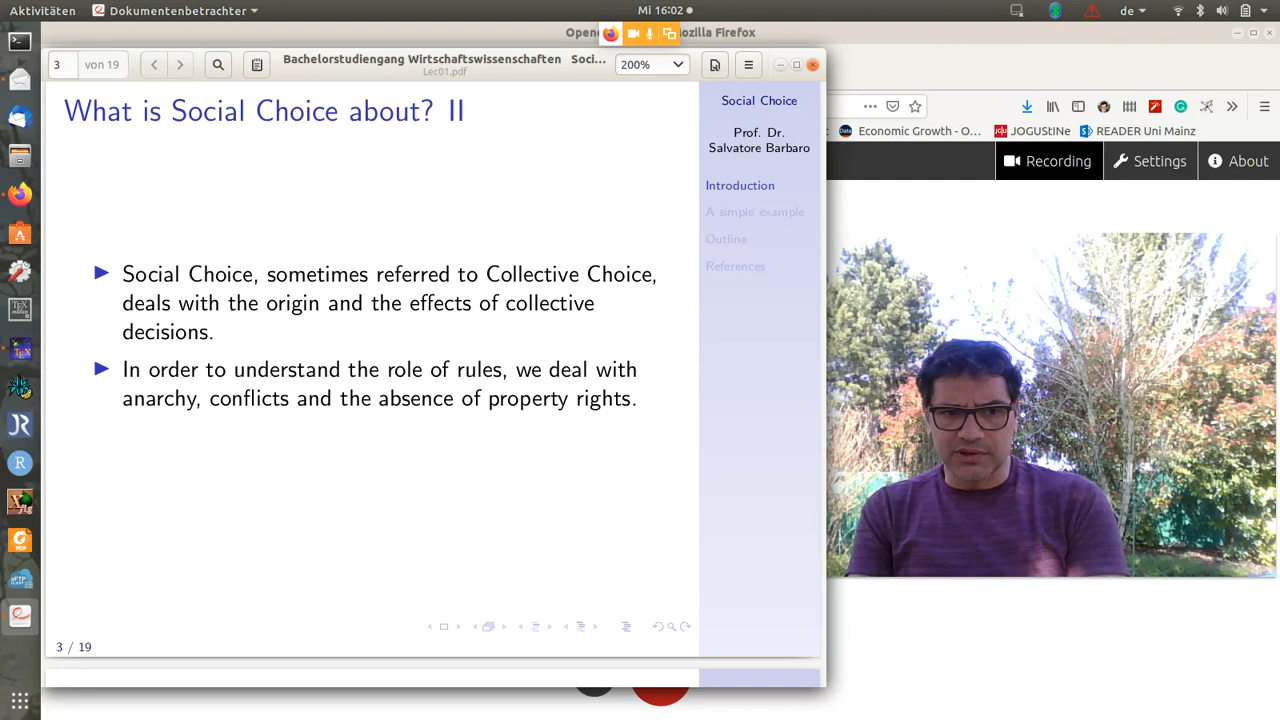 Aktivitäten
Dokumentenbetrachter
Mi 16:02
de
ozilla Firefox
3
von 19
Bachelorstudiengang Wirtschaftswissenschaften Soci...
Lec01.pdf
200%
Economic Growth - O...
JOGUStINe
READER Uni Mainz
Recording
Settings
About
What is Social Choice about? II
Social Choice, sometimes referred to Collective Choice,
deals with the origin and the effects of collective
decisions.
In order to understand the role of rules, we deal with
anarchy, conflicts and the absence of property rights.
3 / 19
Social Choice
Prof. Dr.
Salvatore Barbaro
Introduction
A simple example
Outline
References